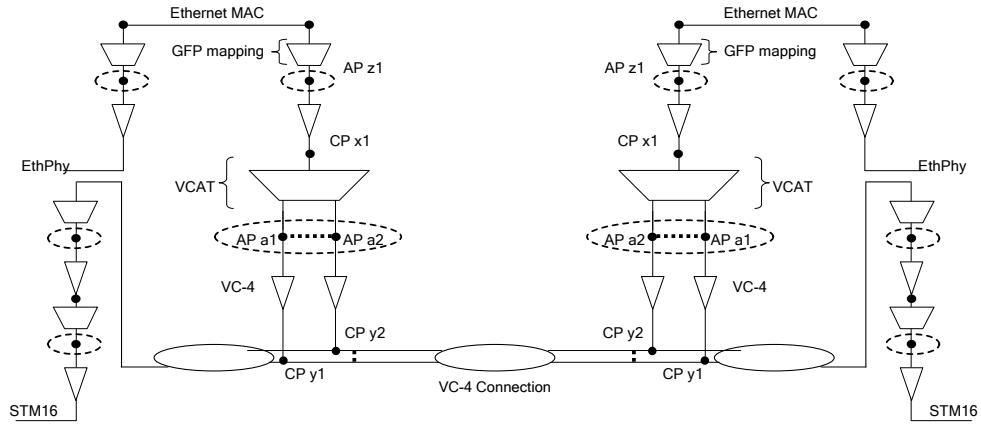 Ethernet MAC
Ethernet MAC
GFP mapping
GFP mapping
AP z1
AP z1
CP x1
CP x1
EthPhy
EthPhy
VCAT
VCAT
AP a1
AP a2
AP a2
AP a1
VC-4
VC-4
CP y2
CP y2
CP y1
CP y1
VC-4 Connection
STM16
STM16